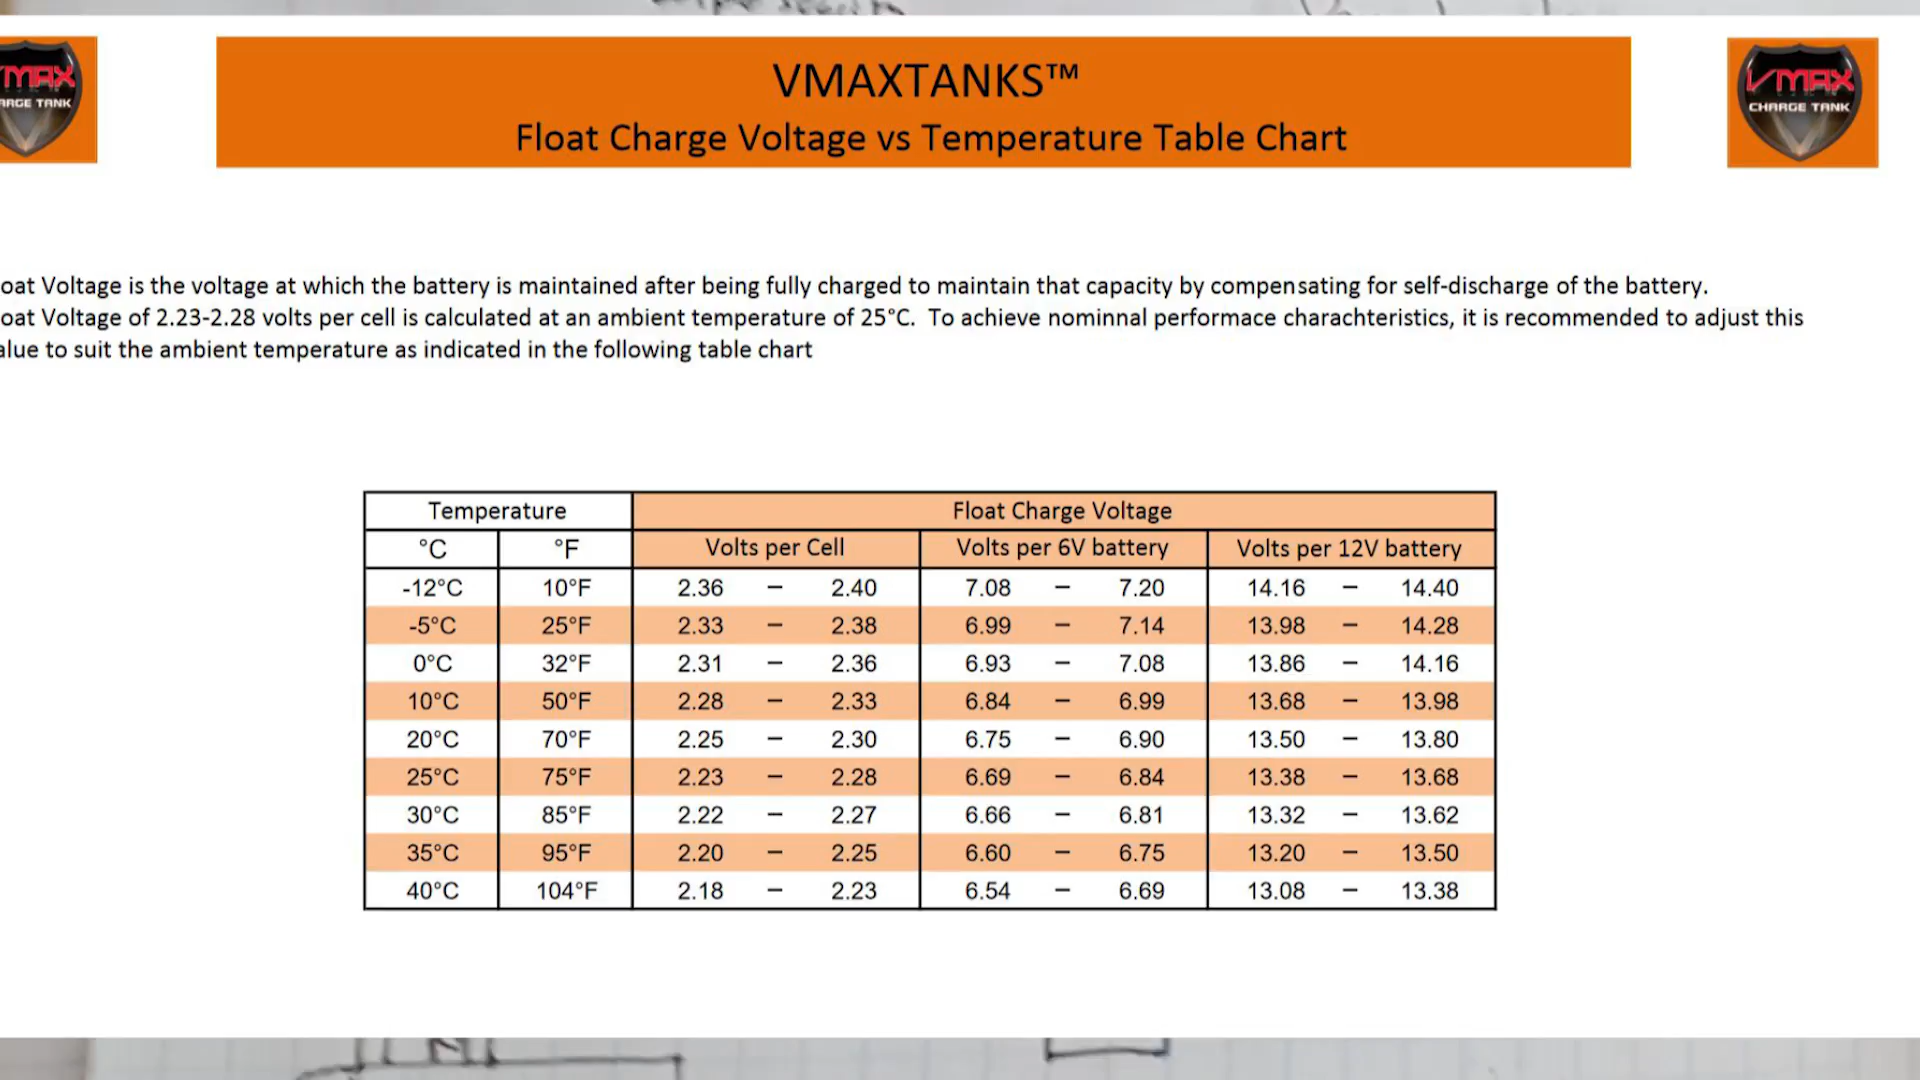 VMAX
CHARGE TANK
VMAXTANKS™
Float Charge Voltage vs Temperature Table Chart
VMAX
CHARGE TANK
oat Voltage is the voltage at which the battery is maintained after being fully charged to maintain that capacity by compensating for self-discharge of the battery.
oat Voltage of 2.23-2.28 volts per cell is calculated at an ambient temperature of 25°C. To achieve nominnal performace charachteristics, it is recommended to adjust this
alue to suit the ambient temperature as indicated in the following table chart
Temperature Float Charge Voltage
°C °F Volts per Cell Volts per 6V battery Volts per 12V battery
-12°C 10°F 2.36 – 2.40 7.08 – 7.20 14.16 – 14.40
-5°C 25°F 2.33 – 2.38 6.99 – 7.14 13.98 – 14.28
0°C 32°F 2.31 – 2.36 6.93 – 7.08 13.86 – 14.16
10°C 50°F 2.28 – 2.33 6.84 – 6.99 13.68 – 13.98
20°C 70°F 2.25 – 2.30 6.75 – 6.90 13.50 – 13.80
25°C 75°F 2.23 – 2.28 6.69 – 6.84 13.38 – 13.68
30°C 85°F 2.22 – 2.27 6.66 – 6.81 13.32 – 13.62
35°C 95°F 2.20 – 2.25 6.60 – 6.75 13.20 – 13.50
40°C 104°F 2.18 – 2.23 6.54 – 6.69 13.08 – 13.38